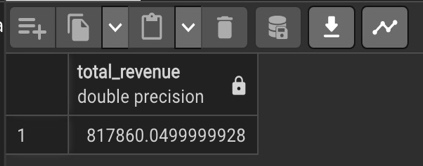 total_revenue
double precision
1 817860.0499999928